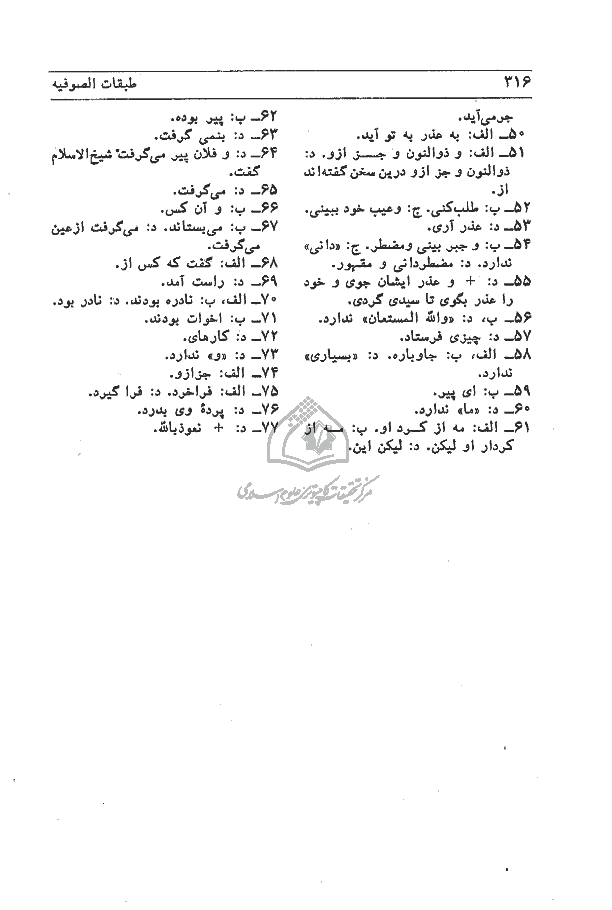 ۳۱۶
طبقات الصوفیه
جرمی‌آید.
۵۰ـ الف: به عذر به تو آید.
۵۱ـ الف: و ذوالنون و جــز ازو. د:
ذوالنون و جز ازو درین سخن گفته‌اند
از.
۵۲ـ ب: طلب‌کنی. ج: وعیب خود ببینی.
۵۳ـ د: عذر آری.
۵۴ـ ب: و جبر بینی ومضطر. ج: «دانی»
ندارد. د: مضطردانی و مقهور.
۵۵ـ د: + و عذر ایشان جوی و خود
را عذر بگوی تا سیدی گردی.
۵۶ـ ب، د: «والله المستعان» ندارد.
۵۷ـ د: چیزی فرستاد.
۵۸ـ الف، ب: جاوباره. د: «بسیاری»
ندارد.
۵۹ـ ب: ای پیر.
۶۰ـ د: «ما» ندارد.
۶۱ـ الف: مه از کــرد او. ب: مــه از
کردار او لیکن. د: لیکن این.
۶۲ـ ب: پیر بوده.
۶۳ـ د: بنمی گرفت.
۶۴ـ د: و فلان پیر می‌گرفت شیخ‌الاسلام
گفت.
۶۵ـ د: می‌گرفت.
۶۶ـ ب: و آن کس.
۶۷ـ ب: می‌بستاند. د: می‌گرفت ازعین
می‌گرفت.
۶۸ـ الف: گفت که کس از.
۶۹ـ د: راست آمد.
۷۰ـ الف، ب: نادره بودند. د: نادر بود.
۷۱ـ ب: اخوات بودند.
۷۲ـ د: کارهای.
۷۳ـ د: «و» ندارد.
۷۴ـ الف: جزازو.
۷۵ـ الف: فراخرد. د: فرا گیرد.
۷۶ـ د: پردهٔ وی بدرد.
۷۷ـ د: + نعوذبالله.
مرکز تحقیقات کامپیوتری علوم اسلامی